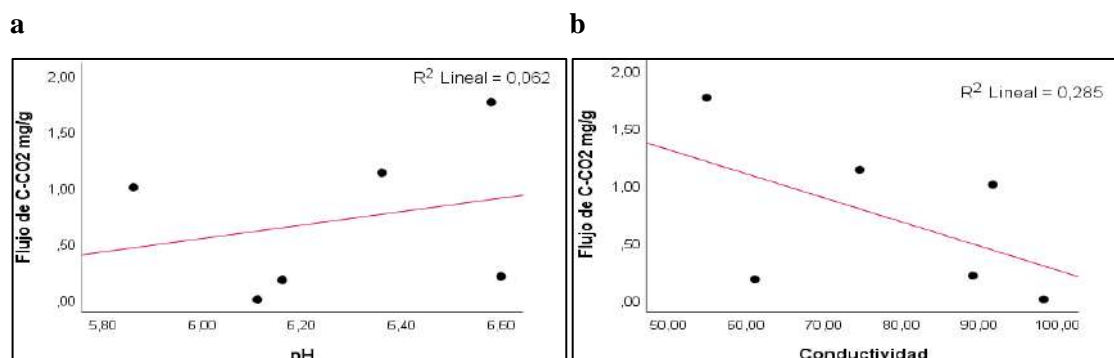 a
b
R2 Lineal = 0,062
Flujo de C-CO2 mg/g
2,00
1,50
1,00
,50
,00
5,80 6,00 6,20 6,40 6,60
pH
R2 Lineal = 0,285
Flujo de C-CO2 mg/g
2,00
1,50
1,00
,50
,00
50,00 60,00 70,00 80,00 90,00 100,00
Conductividad